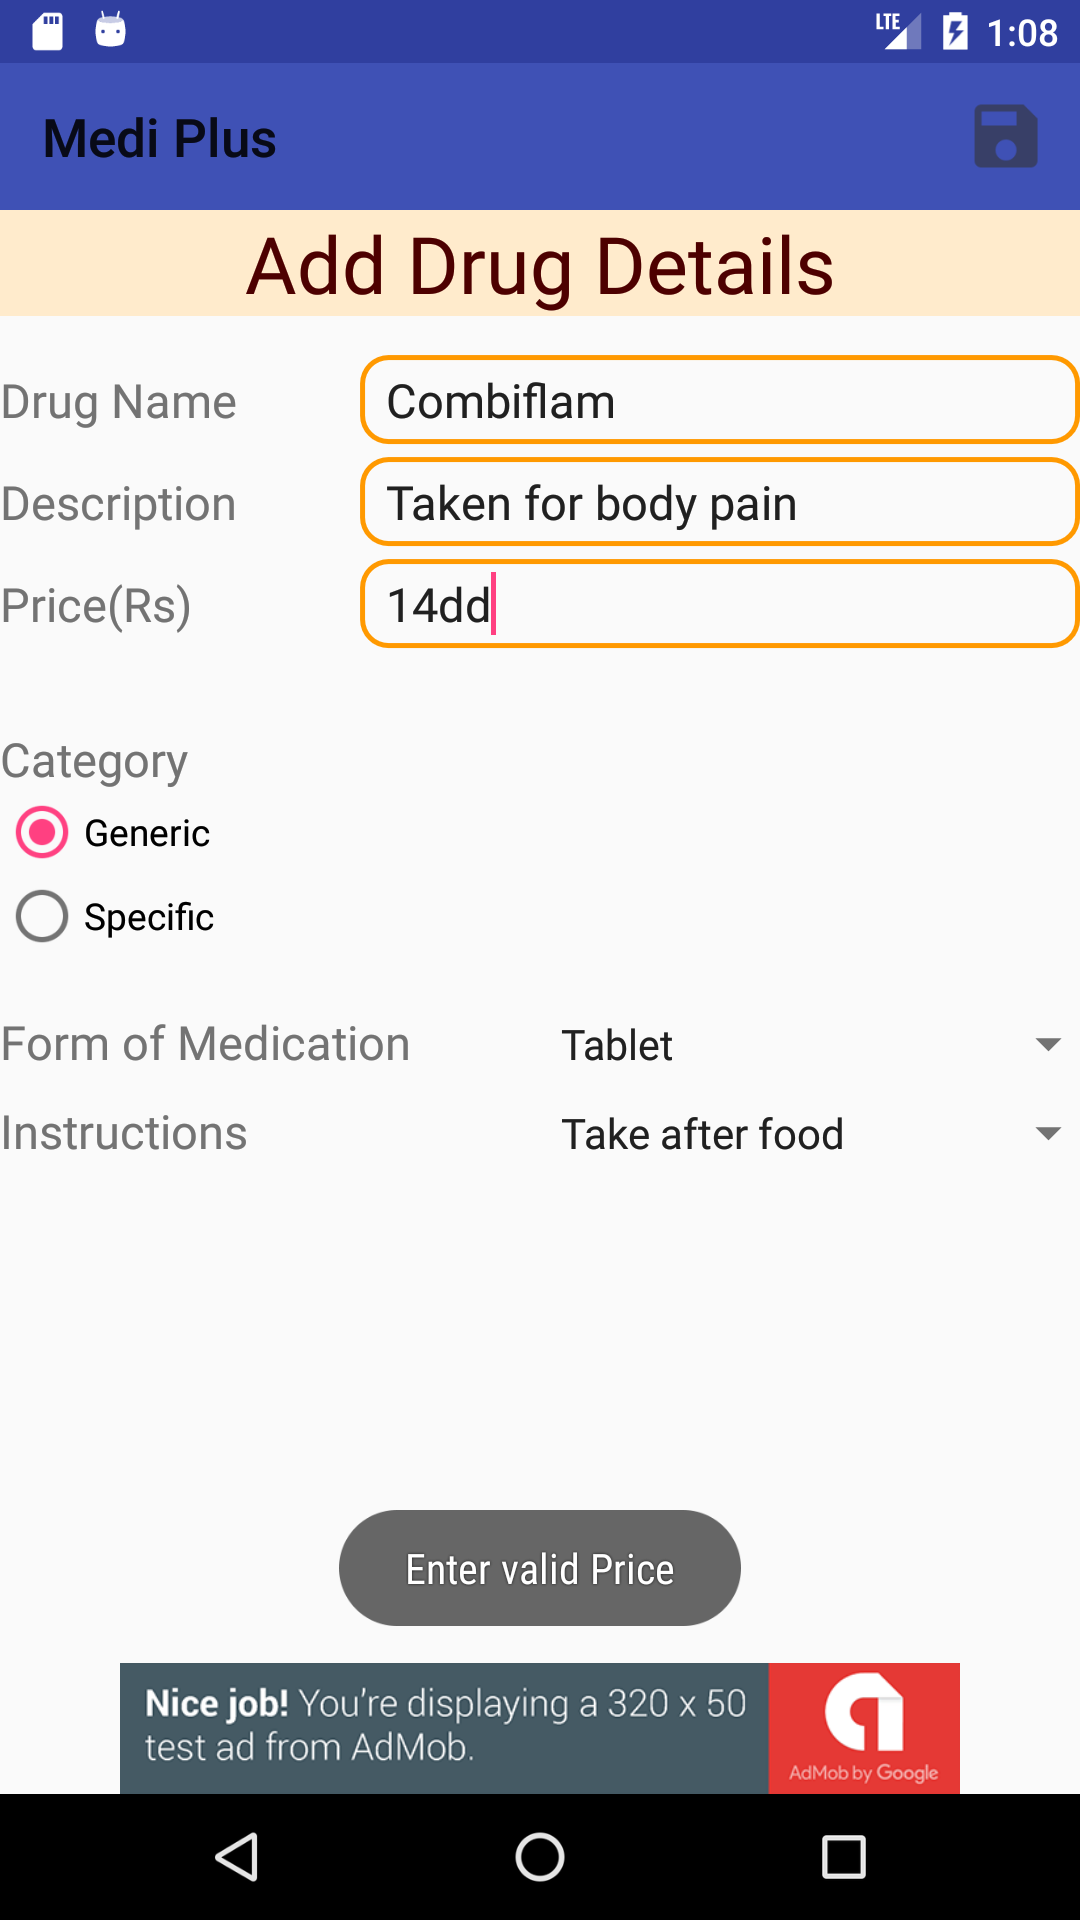 LTE 1:08
Medi Plus
Add Drug Details
Drug Name Combiflam
Description Taken for body pain
Price(Rs) 14dd
Category
Generic
Specific
Form of Medication Tablet
Instructions Take after food
Enter valid Price
Nice job! You're displaying a 320 x 50
test ad from AdMob.
AdMob by Google